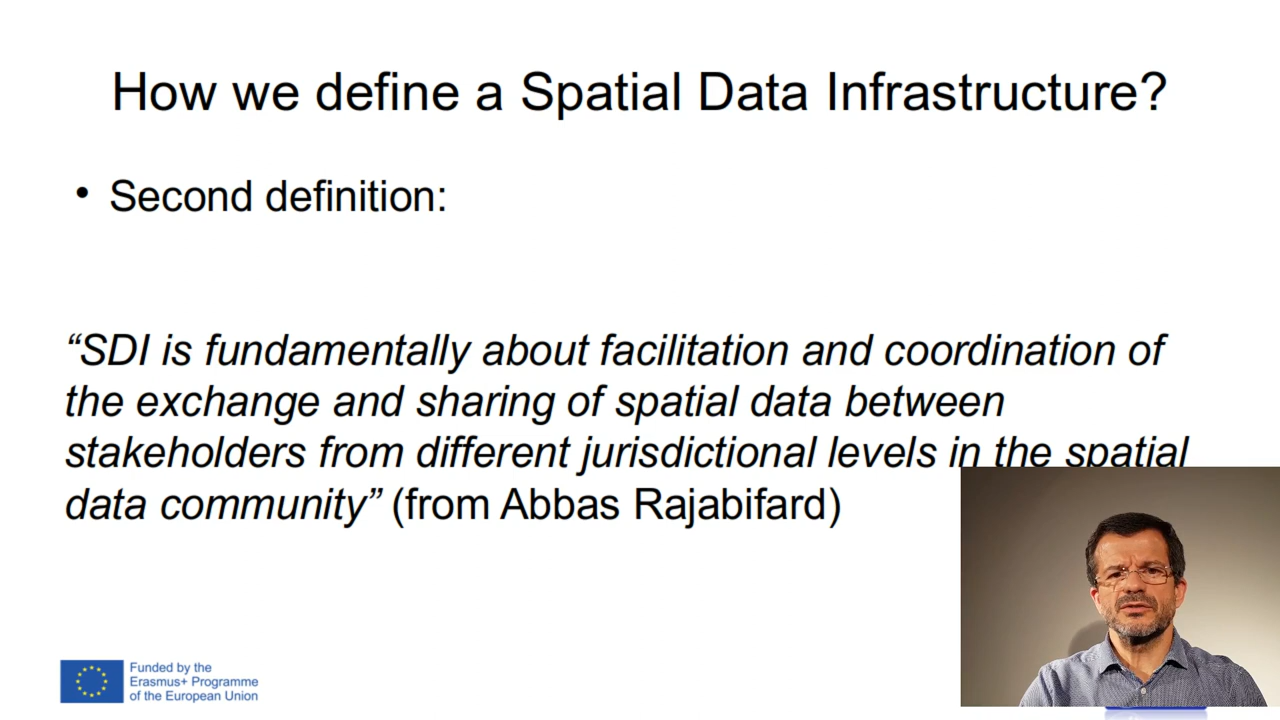 How we define a Spatial Data Infrastructure?
• Second definition:
“SDI is fundamentally about facilitation and coordination of
the exchange and sharing of spatial data between
stakeholders from different jurisdictional levels in the spatial
data community” (from Abbas Rajabifard)
Funded by the
Erasmus+ Programme
of the European Union